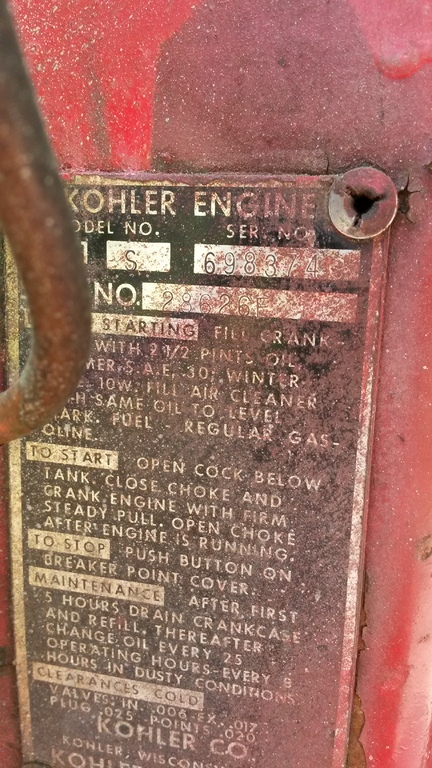 KOHLER ENGINE
MODEL NO. SER. NO.
S 698374
NO.
STARTING FILL CRANK
WITH 2 1/2 PINTS OIL
S.A.E. 30; WINTER
10W. FILL AIR CLEANER
SAME OIL TO LEVEL
MARK. FUEL - REGULAR GAS-
OLINE.
TO START OPEN COCK BELOW
TANK. CLOSE CHOKE AND
CRANK ENGINE WITH FIRM
STEADY PULL. OPEN CHOKE
AFTER ENGINE IS RUNNING.
TO STOP PUSH BUTTON ON
BREAKER POINT COVER.
MAINTENANCE AFTER FIRST
5 HOURS DRAIN CRANKCASE
AND REFILL. THEREAFTER
CHANGE OIL EVERY 25
OPERATING HOURS-EVERY 8
HOURS IN DUSTY CONDITIONS
CLEARANCES COLD
VALVES: IN. .006 EX. .017
PLUG .025 POINTS .020
KOHLER CO.
KOHLER, WISCONSIN
KOHLER